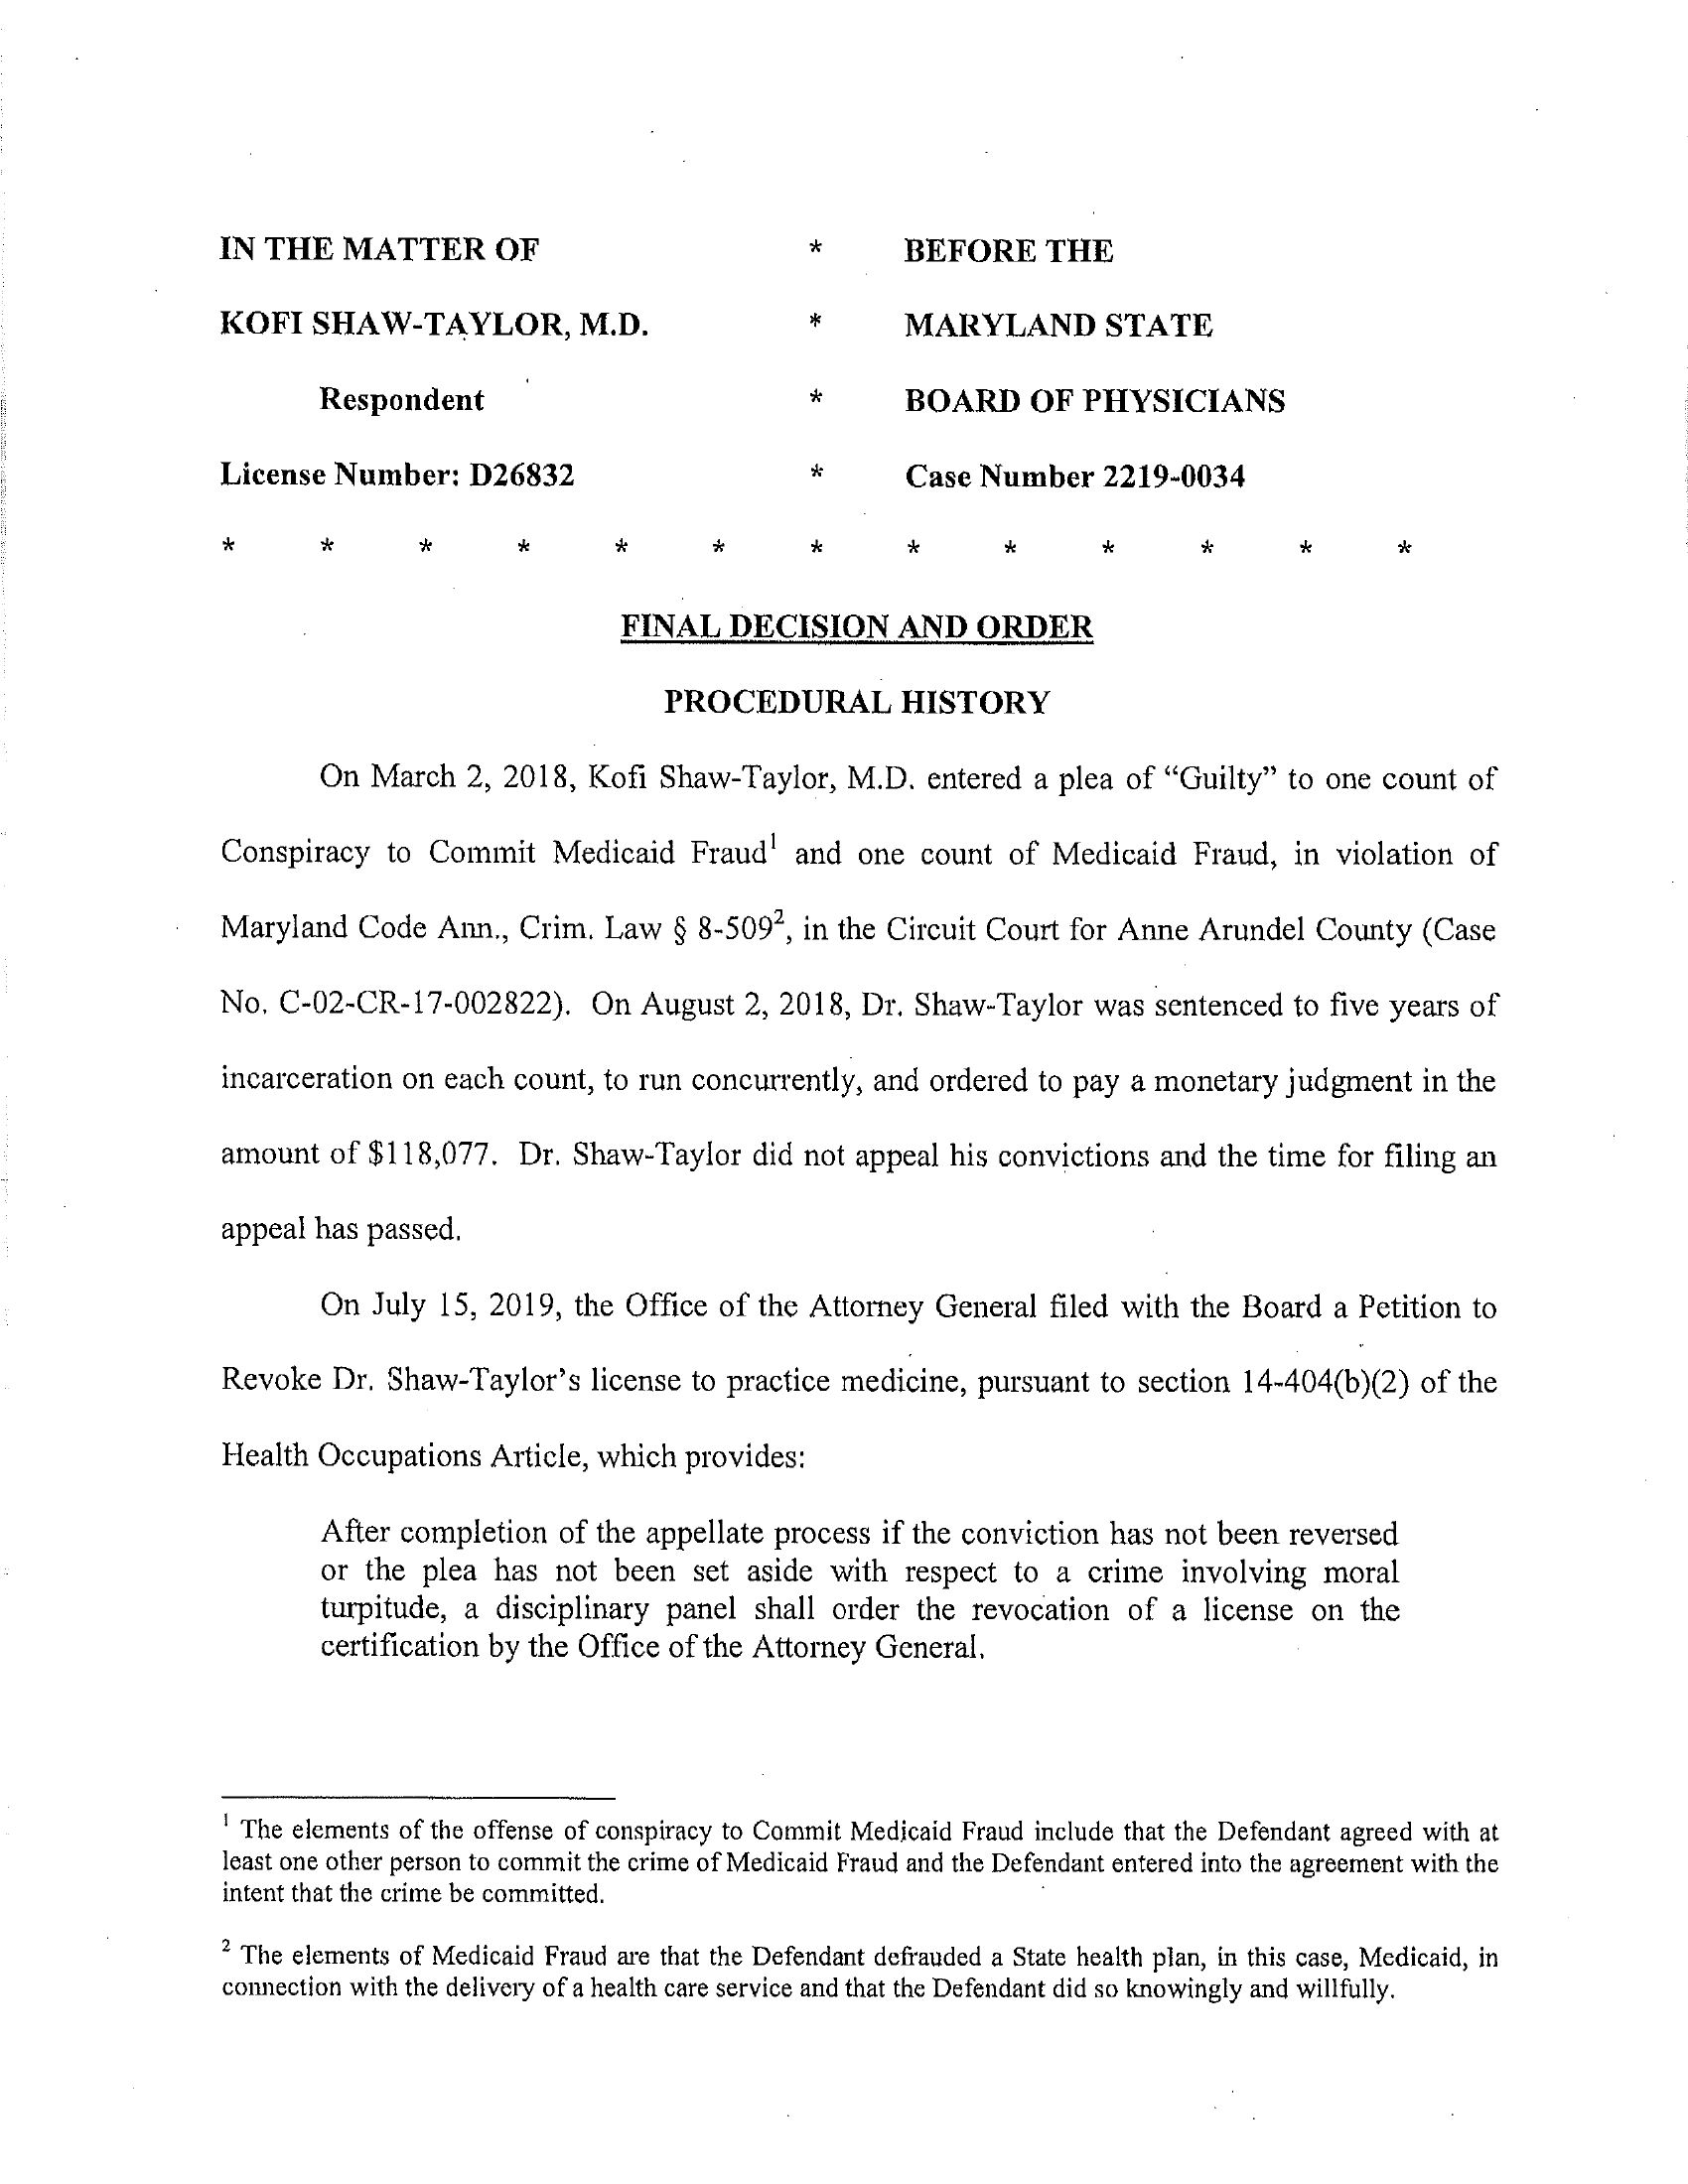 IN THE MATTER OF * BEFORE THE
KOFI SHAW-TAYLOR, M.D. * MARYLAND STATE
Respondent * BOARD OF PHYSICIANS
License Number: D26832 * Case Number 2219-0034
* * * * * * * * * * * * *
FINAL DECISION AND ORDER
PROCEDURAL HISTORY
On March 2, 2018, Kofi Shaw-Taylor, M.D. entered a plea of “Guilty” to one count of
Conspiracy to Commit Medicaid Fraud¹ and one count of Medicaid Fraud, in violation of
Maryland Code Ann., Crim. Law § 8-509², in the Circuit Court for Anne Arundel County (Case
No. C-02-CR-17-002822). On August 2, 2018, Dr. Shaw-Taylor was sentenced to five years of
incarceration on each count, to run concurrently, and ordered to pay a monetary judgment in the
amount of $118,077. Dr. Shaw-Taylor did not appeal his convictions and the time for filing an
appeal has passed.
On July 15, 2019, the Office of the Attorney General filed with the Board a Petition to
Revoke Dr. Shaw-Taylor’s license to practice medicine, pursuant to section 14-404(b)(2) of the
Health Occupations Article, which provides:
After completion of the appellate process if the conviction has not been reversed
or the plea has not been set aside with respect to a crime involving moral
turpitude, a disciplinary panel shall order the revocation of a license on the
certification by the Office of the Attorney General.
¹ The elements of the offense of conspiracy to Commit Medicaid Fraud include that the Defendant agreed with at
least one other person to commit the crime of Medicaid Fraud and the Defendant entered into the agreement with the
intent that the crime be committed.
² The elements of Medicaid Fraud are that the Defendant defrauded a State health plan, in this case, Medicaid, in
connection with the delivery of a health care service and that the Defendant did so knowingly and willfully.